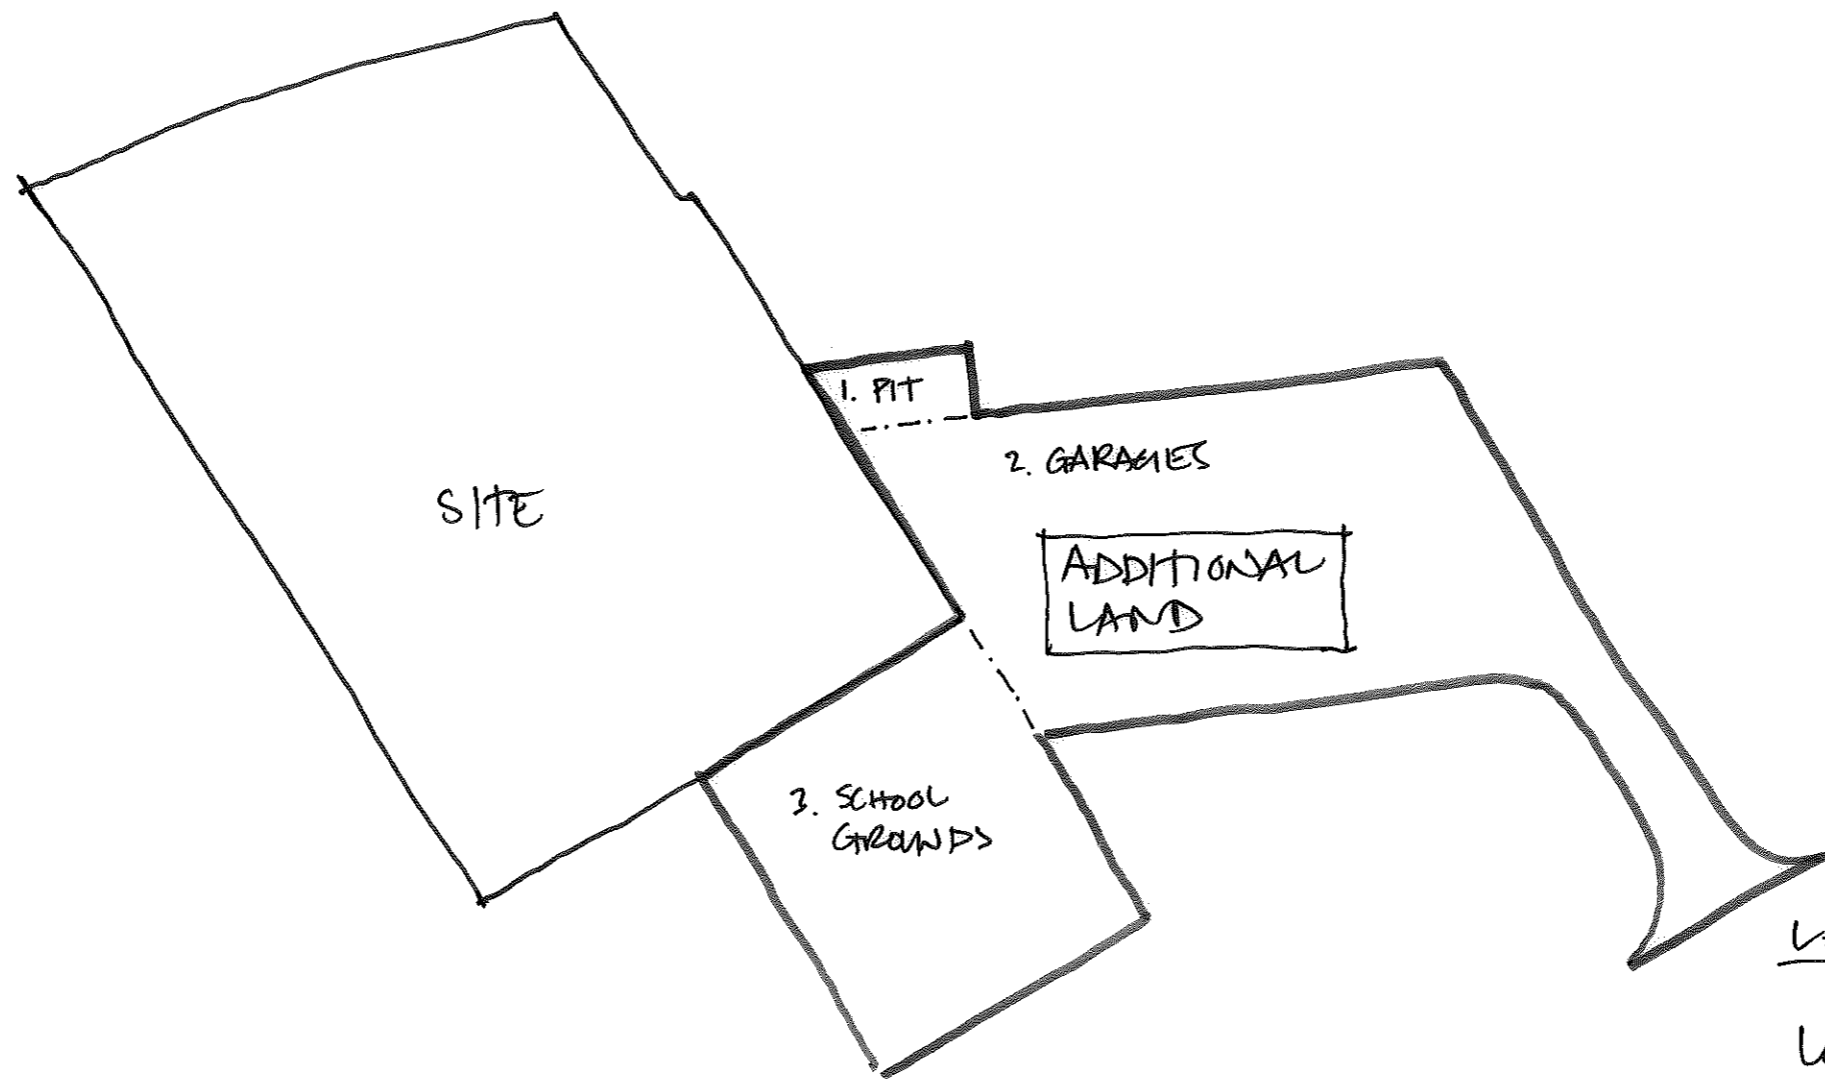 SITE
1. PIT
2. GARAGES
ADDITIONAL
LAND
3. SCHOOL
GROUNDS